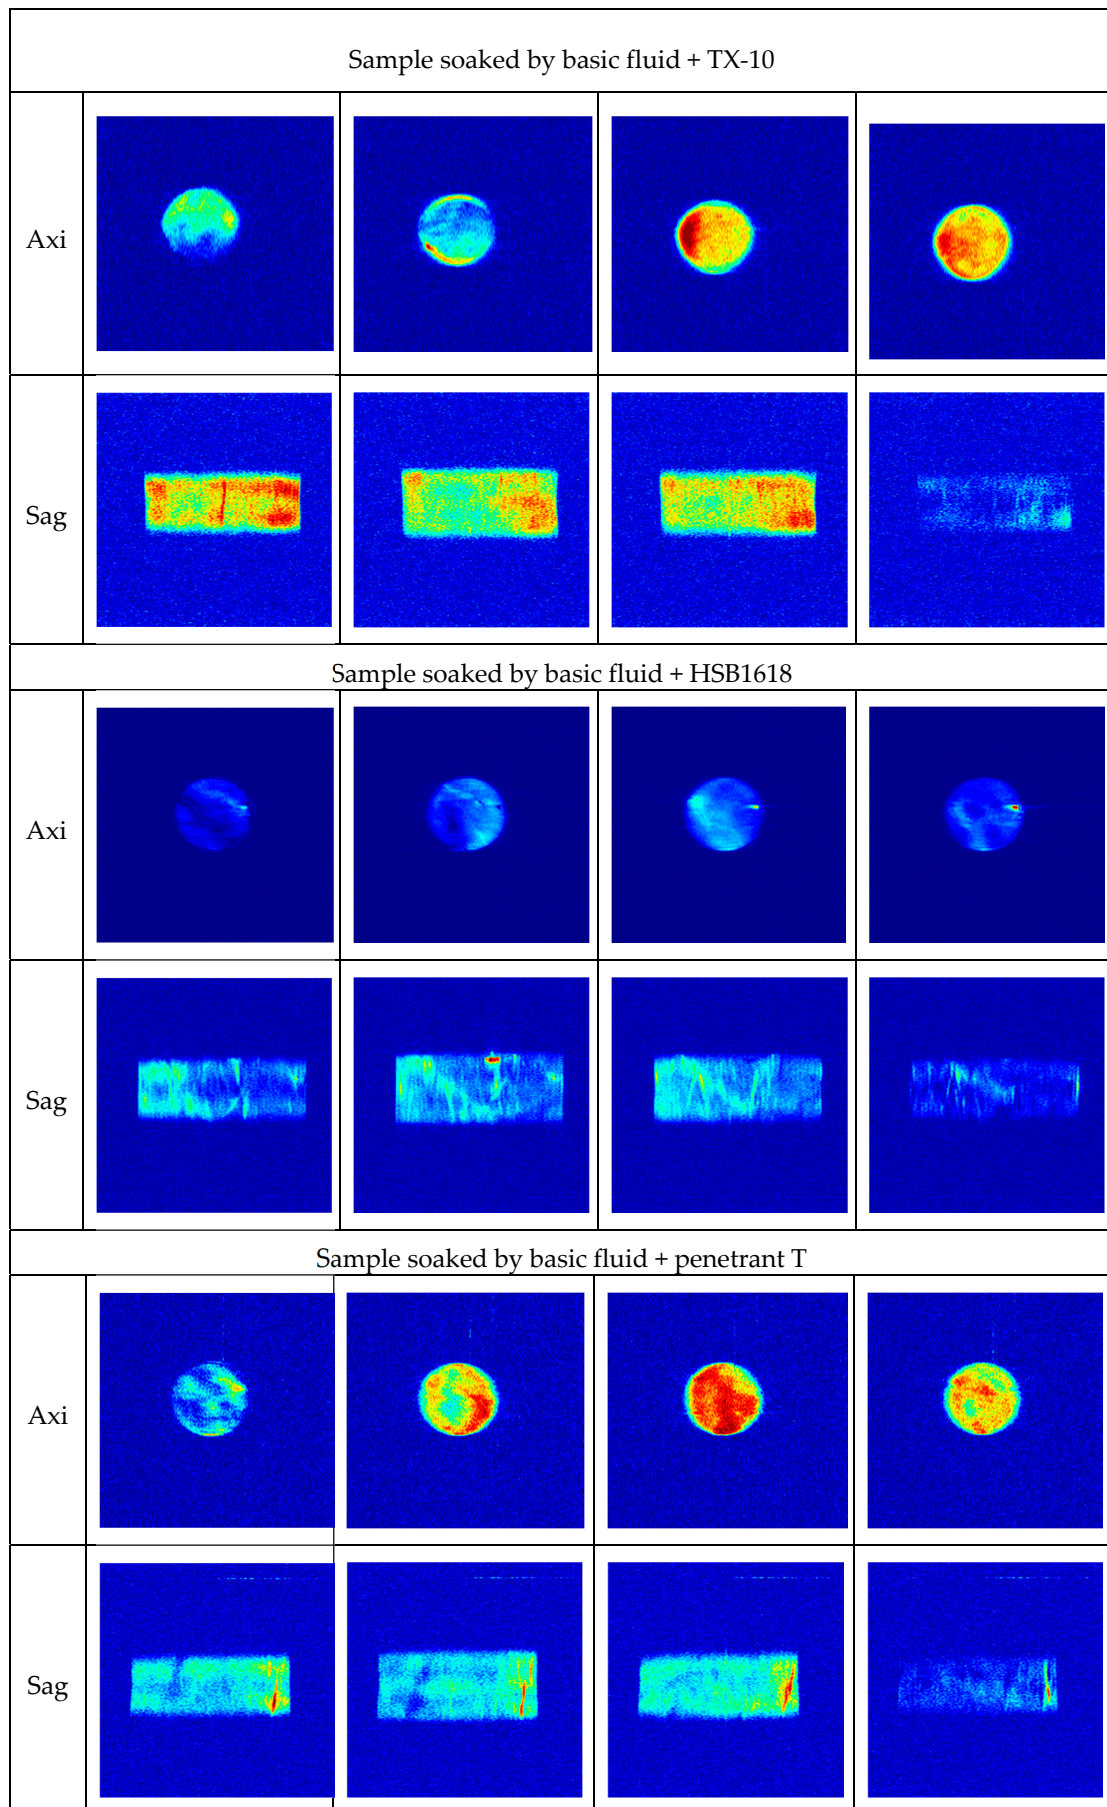 Sample soaked by basic fluid + TX-10
Axi
Sag
Sample soaked by basic fluid + HSB1618
Axi
Sag
Sample soaked by basic fluid + penetrant T
Axi
Sag